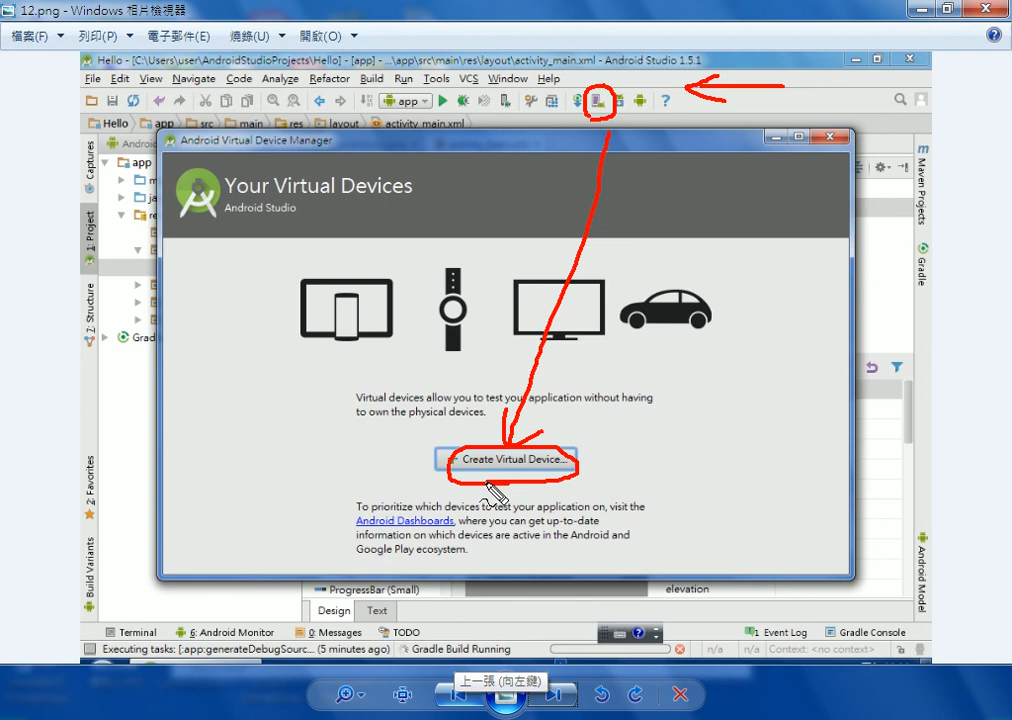 12.png - Windows 相片檢視器
檔案(F) 列印(P) 電子郵件(E) 燒錄(U) 開啟(O)
Hello - [C:\Users\user\AndroidStudioProjects\Hello] - [app] - ...\app\src\main\res\layout\activity_main.xml - Android Studio 1.5.1
File Edit View Navigate Code Analyze Refactor Build Run Tools VCS Window Help
app
Hello app src main res layout activity_main.xml
Android Virtual Device Manager
Captures
1: Project
2: Structure
2: Favorites
Build Variants
app
Your Virtual Devices
Android Studio
Maven Projects
Gradle
Android Model
Virtual devices allow you to test your application without having
to own the physical devices.
Create Virtual Device...
To prioritize which devices to test your application on, visit the
Android Dashboards, where you can get up-to-date
information on which devices are active in the Android and
Google Play ecosystem.
ProgressBar (Small) elevation
Design Text
Terminal 6: Android Monitor 0: Messages TODO 1 Event Log Gradle Console
Executing tasks: [:app:generateDebugSourc... (5 minutes ago) Gradle Build Running n/a n/a Context: <no context>
上一張 (向左鍵)